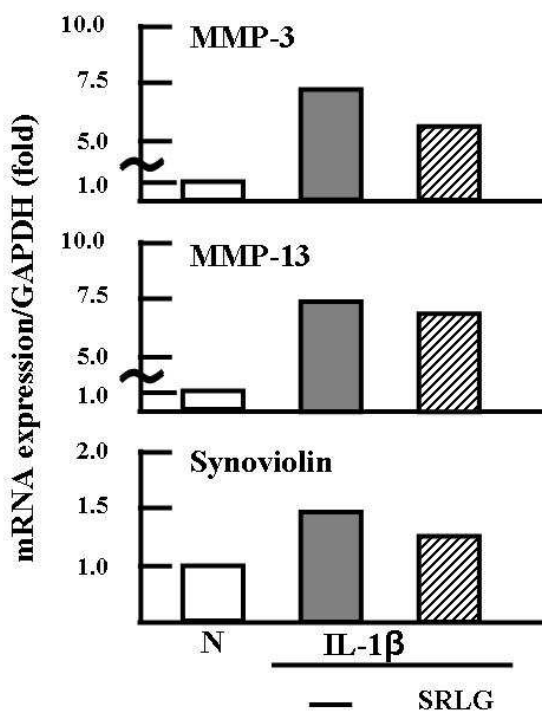 mRNA expression/GAPDH (fold)
MMP-3
10.0
7.5
5.0
1.0
MMP-13
10.0
7.5
5.0
1.0
Synoviolin
2.0
1.5
1.0
N
IL-1β
—
SRLG